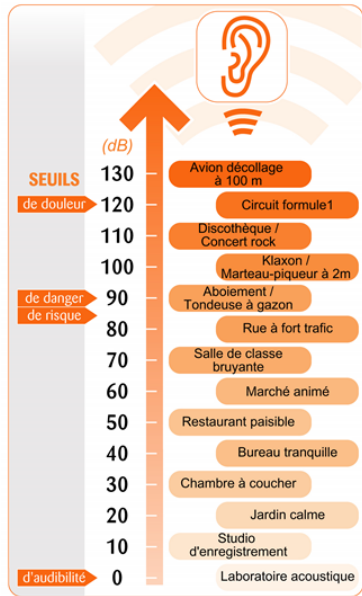 (dB)
SEUILS
130
Avion décollage
à 100 m
de douleur
120
Circuit formule1
110
Discothèque /
Concert rock
100
Klaxon /
Marteau-piqueur à 2m
de danger
90
Aboiement /
Tondeuse à gazon
de risque
80
Rue à fort trafic
70
Salle de classe
bruyante
60
Marché animé
50
Restaurant paisible
40
Bureau tranquille
30
Chambre à coucher
20
Jardin calme
10
Studio
d'enregistrement
d'audibilité
0
Laboratoire acoustique